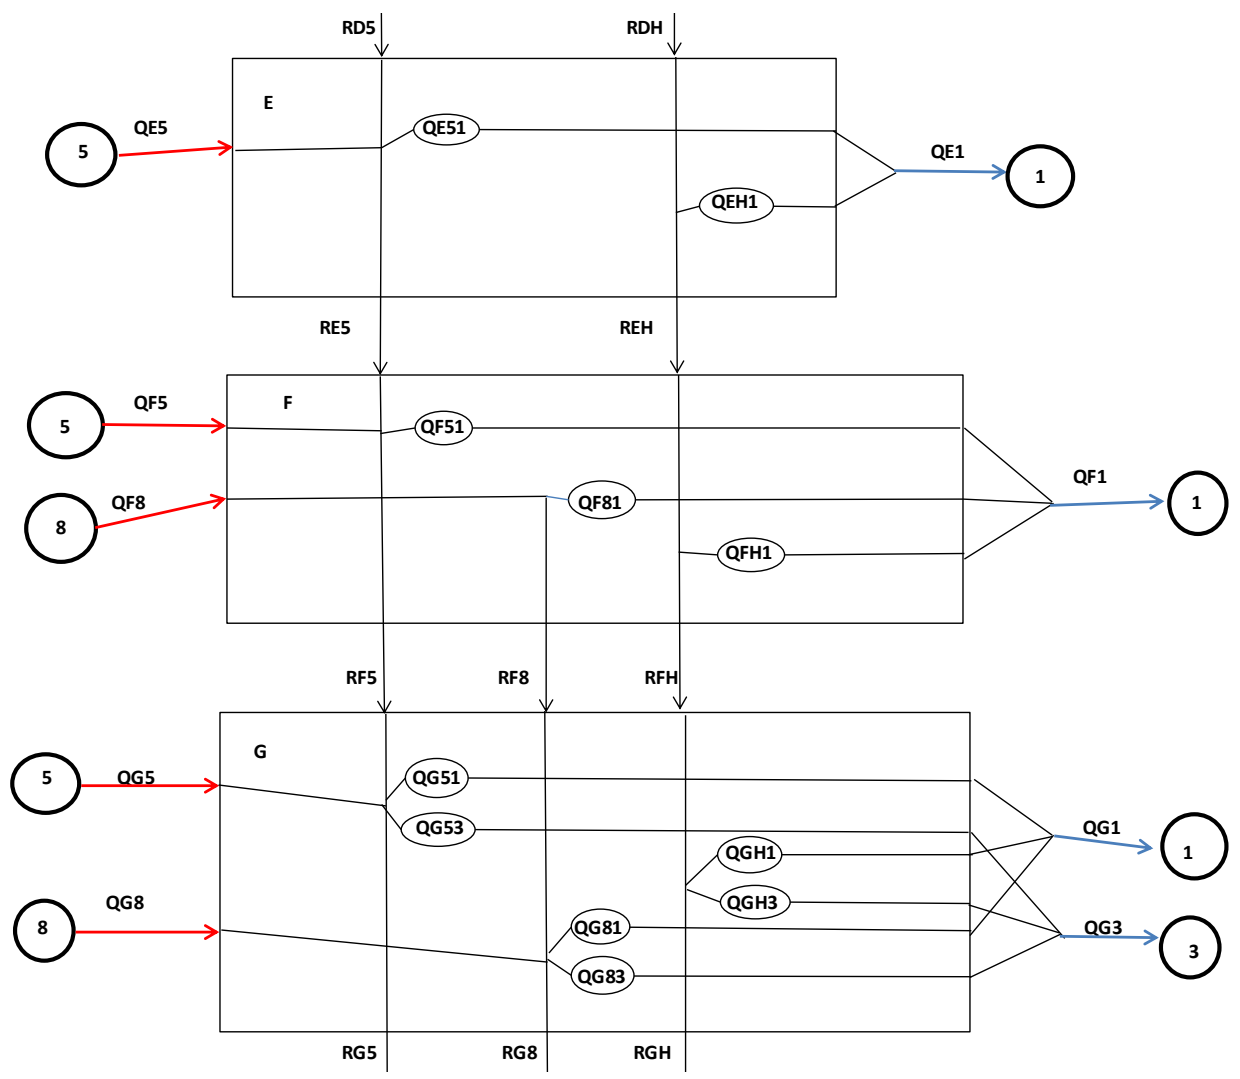 RD5 RDH
E
QE5 QE51
5 QE1
1
QEH1
RE5 REH
QF5 F
5 QF51
QF8 QF81 QF1
8 1
QFH1
RF5 RF8 RFH
G
5 QG5 QG51
QG53 QG1
QGH1 1
QG8 QGH3
8 QG81 QG3
3
QG83
RG5 RG8 RGH